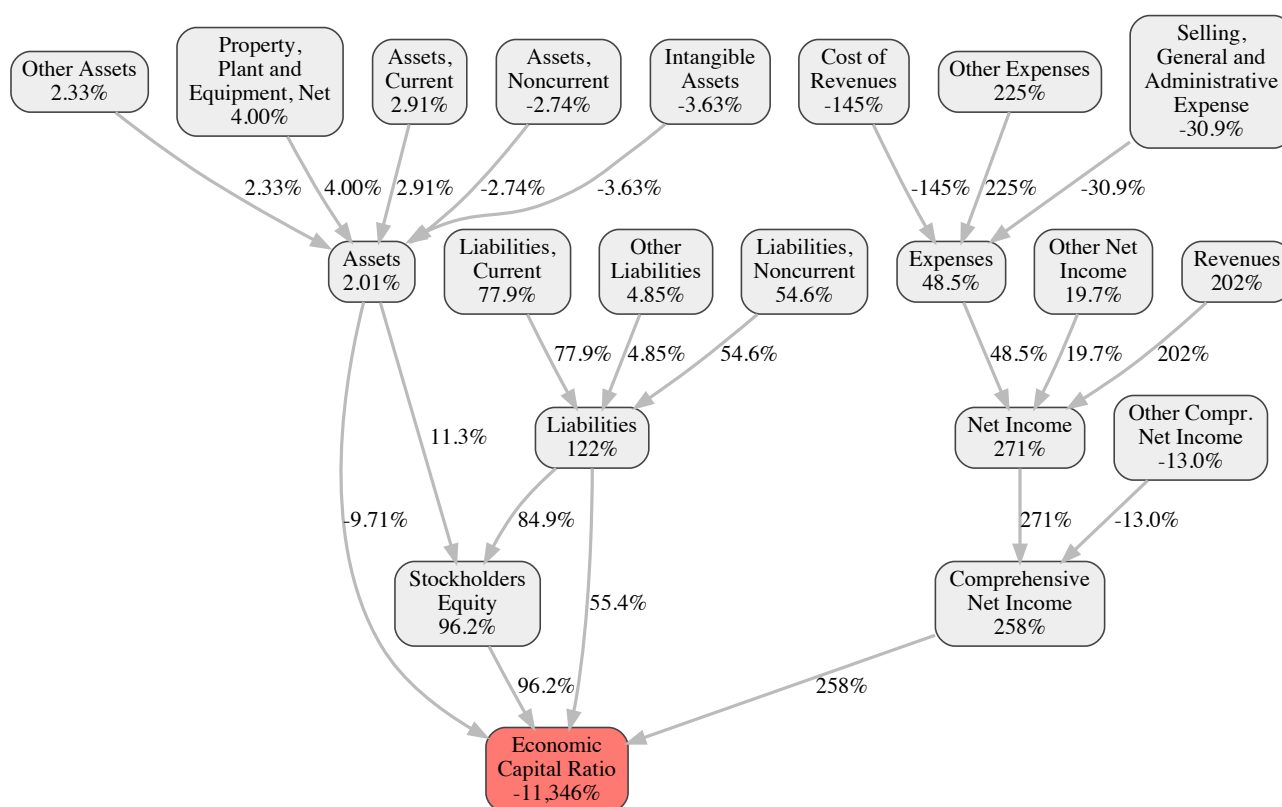 Other Assets
2.33%
Property,
Plant and
Equipment, Net
4.00%
Assets,
Current
2.91%
Assets,
Noncurrent
-2.74%
Intangible
Assets
-3.63%
Cost of
Revenues
-145%
Other Expenses
225%
Selling,
General and
Administrative
Expense
-30.9%
2.33%
4.00%
2.91%
-2.74%
-3.63%
-145%
225%
-30.9%
Assets
2.01%
Liabilities,
Current
77.9%
Other
Liabilities
4.85%
Liabilities,
Noncurrent
54.6%
Expenses
48.5%
Other Net
Income
19.7%
Revenues
202%
77.9%
4.85%
54.6%
48.5%
19.7%
202%
11.3%
Liabilities
122%
Net Income
271%
Other Compr.
Net Income
-13.0%
-9.71%
84.9%
271%
-13.0%
Stockholders
Equity
96.2%
55.4%
Comprehensive
Net Income
258%
96.2%
258%
Economic
Capital Ratio
-11,346%